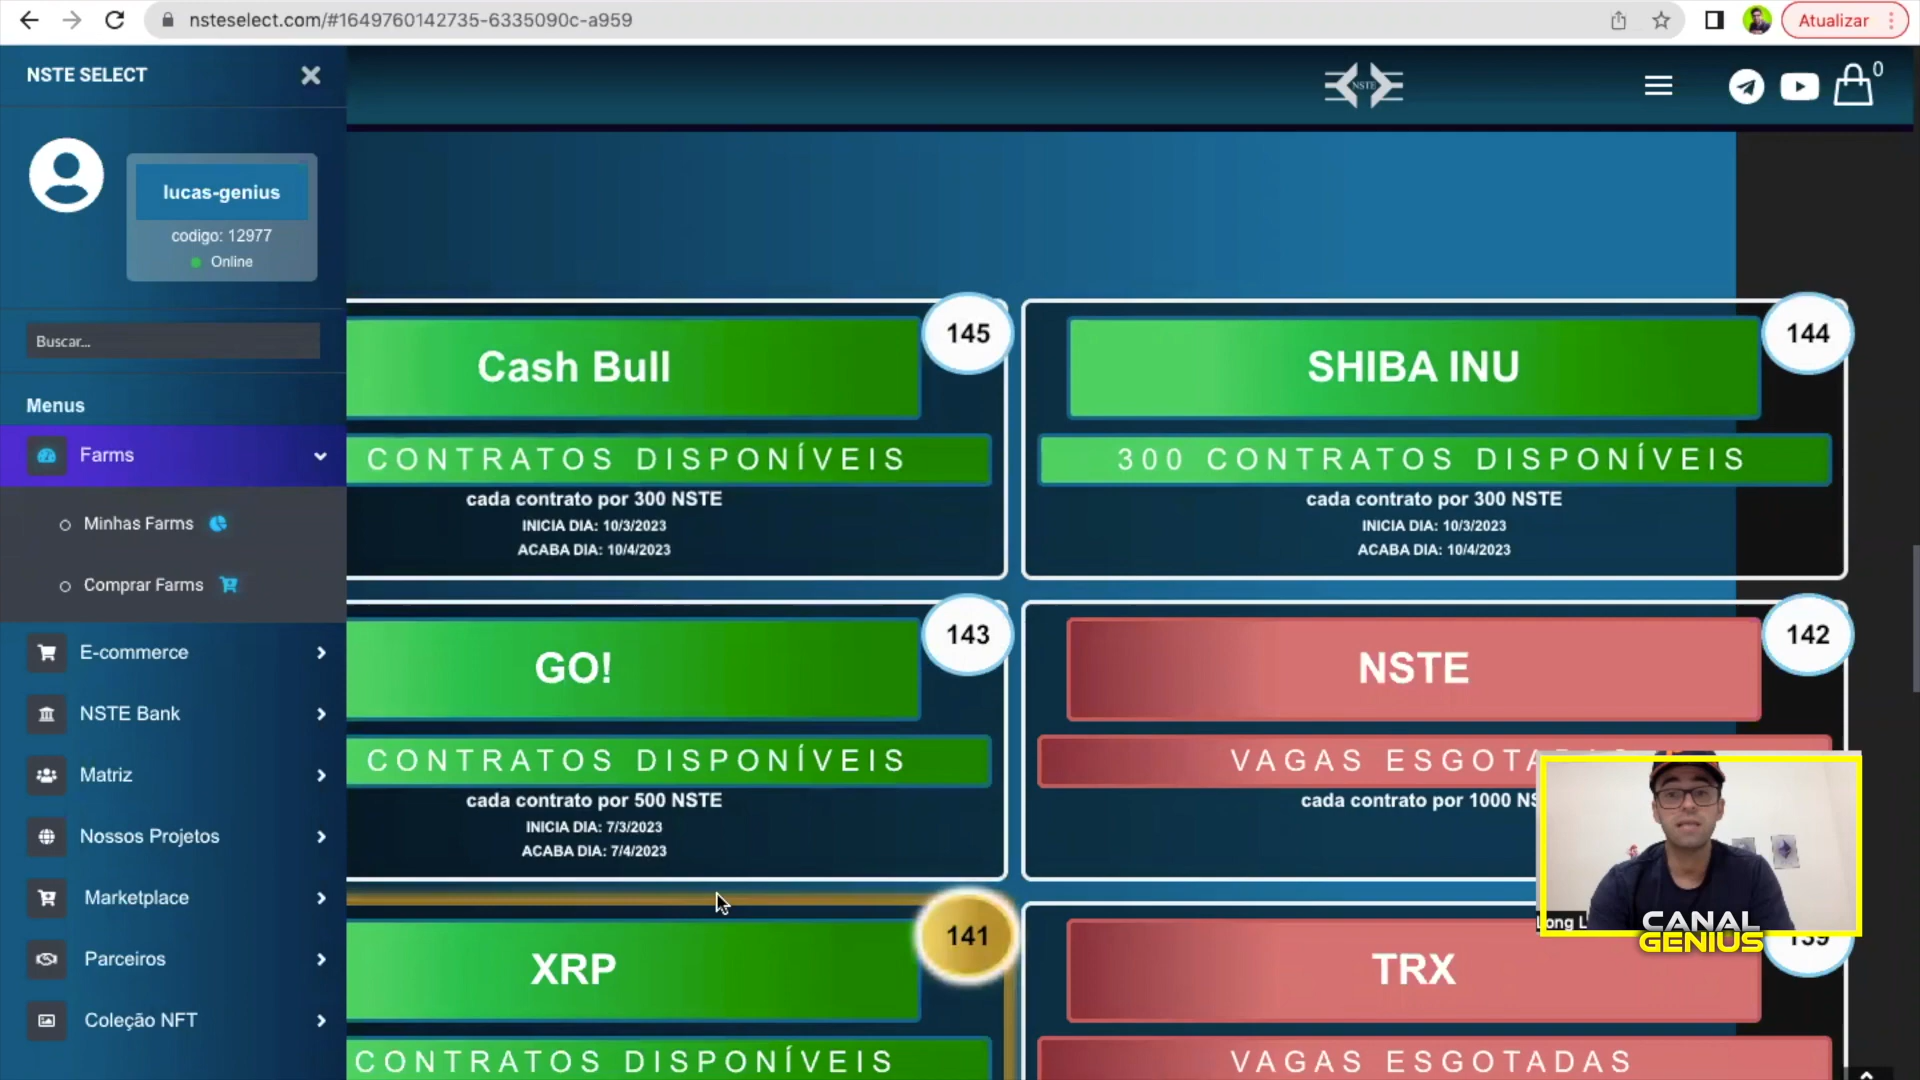 nsteselect.com/#1649760142735-6335090c-a959
Atualizar
NSTE SELECT
NSTE
0
lucas-genius
codigo: 12977
Online
Buscar...
Menus
Farms
Minhas Farms
Comprar Farms
E-commerce
NSTE Bank
Matriz
Nossos Projetos
Marketplace
Parceiros
Coleção NFT
145
Cash Bull
CONTRATOS DISPONÍVEIS
cada contrato por 300 NSTE
INICIA DIA: 10/3/2023
ACABA DIA: 10/4/2023
144
SHIBA INU
300 CONTRATOS DISPONÍVEIS
cada contrato por 300 NSTE
INICIA DIA: 10/3/2023
ACABA DIA: 10/4/2023
143
GO!
CONTRATOS DISPONÍVEIS
cada contrato por 500 NSTE
INICIA DIA: 7/3/2023
ACABA DIA: 7/4/2023
142
NSTE
VAGAS
cada contrato por 1000
141
XRP
CONTRATOS DISPONÍVEIS
139
TRX
VAGAS ESGOTADAS
CANAL
GENIUS